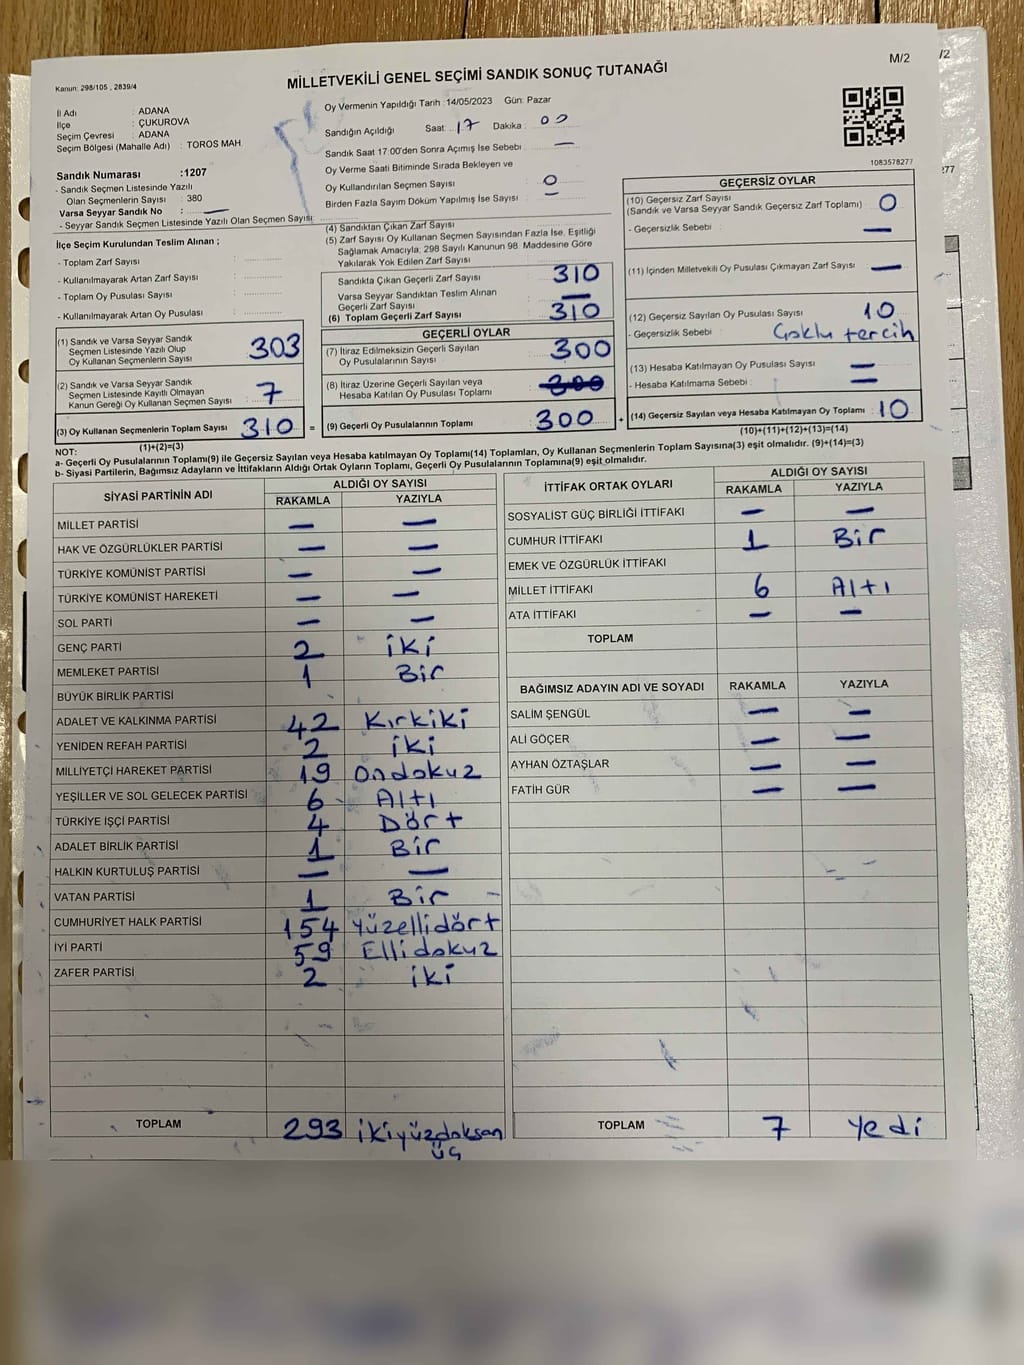 M/2
/2
Kanun: 298/105 , 2839/4
MİLLETVEKİLİ GENEL SEÇİMİ SANDIK SONUÇ TUTANAĞI
İl Adı : ADANA
İlçe : ÇUKUROVA
Seçim Çevresi : ADANA
Seçim Bölgesi (Mahalle Adı) : TOROS MAH
Sandık Numarası :1207
- Sandık Seçmen Listesinde Yazılı
Olan Seçmenlerin Sayısı : 380
Varsa Seyyar Sandık No : —
- Seyyar Sandık Seçmen Listesinde Yazılı Olan Seçmen Sayısı
Oy Vermenin Yapıldığı Tarih :14/05/2023 Gün: Pazar
Sandığın Açıldığı Saat: 17 Dakika : 00
Sandık Saat 17:00'den Sonra Açımış İse Sebebi : —
Oy Verme Saati Bitiminde Sırada Bekleyen ve
Oy Kullandırılan Seçmen Sayısı : 0
Birden Fazla Sayım Döküm Yapılmış İse Sayısı : —
1083578277
77
İlçe Seçim Kurulundan Teslim Alınan ;
- Toplam Zarf Sayısı :
- Kullanılmayarak Artan Zarf Sayısı :
- Toplam Oy Pusulası Sayısı :
- Kullanılmayarak Artan Oy Pusulası :
(1) Sandık ve Varsa Seyyar Sandık
Seçmen Listesinde Yazılı Olup
Oy Kullanan Seçmenlerin Sayısı 303
(2) Sandık ve Varsa Seyyar Sandık
Seçmen Listesinde Kayıtlı Olmayan
Kanun Gereği Oy Kullanan Seçmen Sayısı : 7
(3) Oy Kullanan Seçmenlerin Toplam Sayısı 310
(1)+(2)=(3)
(4) Sandıktan Çıkan Zarf Sayısı :
(5) Zarf Sayısı Oy Kullanan Seçmen Sayısından Fazla İse, Eşitliği
Sağlamak Amacıyla; 298 Sayılı Kanunun 98. Maddesine Göre
Yakılarak Yok Edilen Zarf Sayısı
Sandıkta Çıkan Geçerli Zarf Sayısı : 310
Varsa Seyyar Sandıktan Teslim Alınan
Geçerli Zarf Sayısı : —
(6) Toplam Geçerli Zarf Sayısı : 310
GEÇERLİ OYLAR
(7) İtiraz Edilmeksizin Geçerli Sayılan
Oy Pusulalarının Sayısı : 300
(8) İtiraz Üzerine Geçerli Sayılan veya
Hesaba Katılan Oy Pusulası Toplamı : 300
= (9) Geçerli Oy Pusulalarının Toplamı : 300 +
GEÇERSİZ OYLAR
(10) Geçersiz Zarf Sayısı
(Sandık ve Varsa Seyyar Sandık Geçersiz Zarf Toplamı) : 0
- Geçersizlik Sebebi : —
(11) İçinden Milletvekili Oy Pusulası Çıkmayan Zarf Sayısı : —
(12) Geçersiz Sayılan Oy Pusulası Sayısı : 10
- Geçersizlik Sebebi : Çoklu tercih
(13) Hesaba Katılmayan Oy Pusulası Sayısı : —
- Hesaba Katılmama Sebebi : —
(14) Geçersiz Sayılan veya Hesaba Katılmayan Oy Toplamı : 10
(10)+(11)+(12)+(13)=(14)
NOT:
a- Geçerli Oy Pusulalarının Toplamı(9) ile Geçersiz Sayılan veya Hesaba katılmayan Oy Toplamı(14) Toplamları, Oy Kullanan Seçmenlerin Toplam Sayısına(3) eşit olmalıdır. (9)+(14)=(3)
b- Siyasi Partilerin, Bağımsız Adayların ve İttifakların Aldığı Ortak Oyların Toplamı, Geçerli Oy Pusulalarının Toplamına(9) eşit olmalıdır.
SİYASİ PARTİNİN ADI ALDIĞI OY SAYISI
RAKAMLA YAZIYLA
MİLLET PARTİSİ — —
HAK VE ÖZGÜRLÜKLER PARTİSİ — —
TÜRKİYE KOMÜNİST PARTİSİ — —
TÜRKİYE KOMÜNİST HAREKETİ — —
SOL PARTİ — —
GENÇ PARTİ 2 iki
MEMLEKET PARTİSİ 1 Bir
BÜYÜK BİRLİK PARTİSİ
ADALET VE KALKINMA PARTİSİ 42 Kırkiki
YENİDEN REFAH PARTİSİ 2 iki
MİLLİYETÇİ HAREKET PARTİSİ 19 Ondokuz
YEŞİLLER VE SOL GELECEK PARTİSİ 6 Altı
TÜRKİYE İŞÇİ PARTİSİ 4 Dört
ADALET BİRLİK PARTİSİ 1 Bir
HALKIN KURTULUŞ PARTİSİ — —
VATAN PARTİSİ 1 Bir
CUMHURİYET HALK PARTİSİ 154 Yüzellidört
İYİ PARTİ 59 Ellidokuz
ZAFER PARTİSİ 2 iki
TOPLAM 293 ikiyüzdoksan
üç
İTTİFAK ORTAK OYLARI ALDIĞI OY SAYISI
RAKAMLA YAZIYLA
SOSYALİST GÜÇ BİRLİĞİ İTTİFAKI — —
CUMHUR İTTİFAKI 1 Bir
EMEK VE ÖZGÜRLÜK İTTİFAKI
MİLLET İTTİFAKI 6 Altı
ATA İTTİFAKI — —
TOPLAM
BAĞIMSIZ ADAYIN ADI VE SOYADI RAKAMLA YAZIYLA
SALİM ŞENGÜL — —
ALİ GÖÇER — —
AYHAN ÖZTAŞLAR — —
FATİH GÜR — —
TOPLAM 7 Yedi